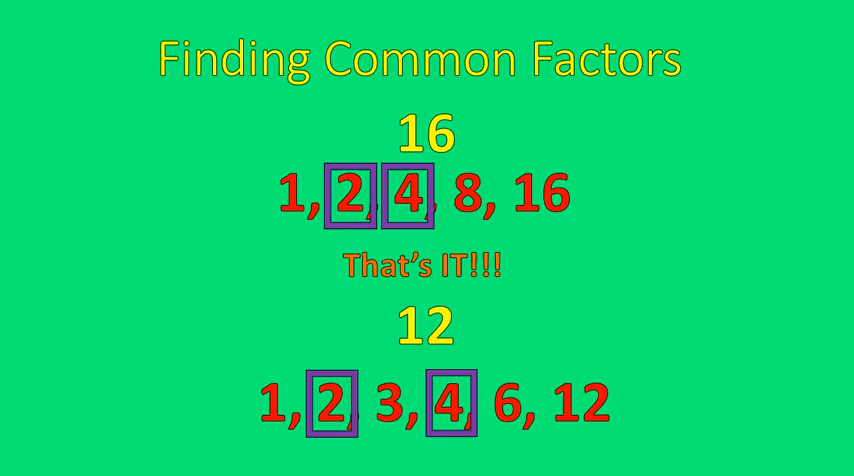 Finding Common Factors
16
1, 2, 4, 8, 16
That's IT!!!
12
1, 2, 3, 4, 6, 12